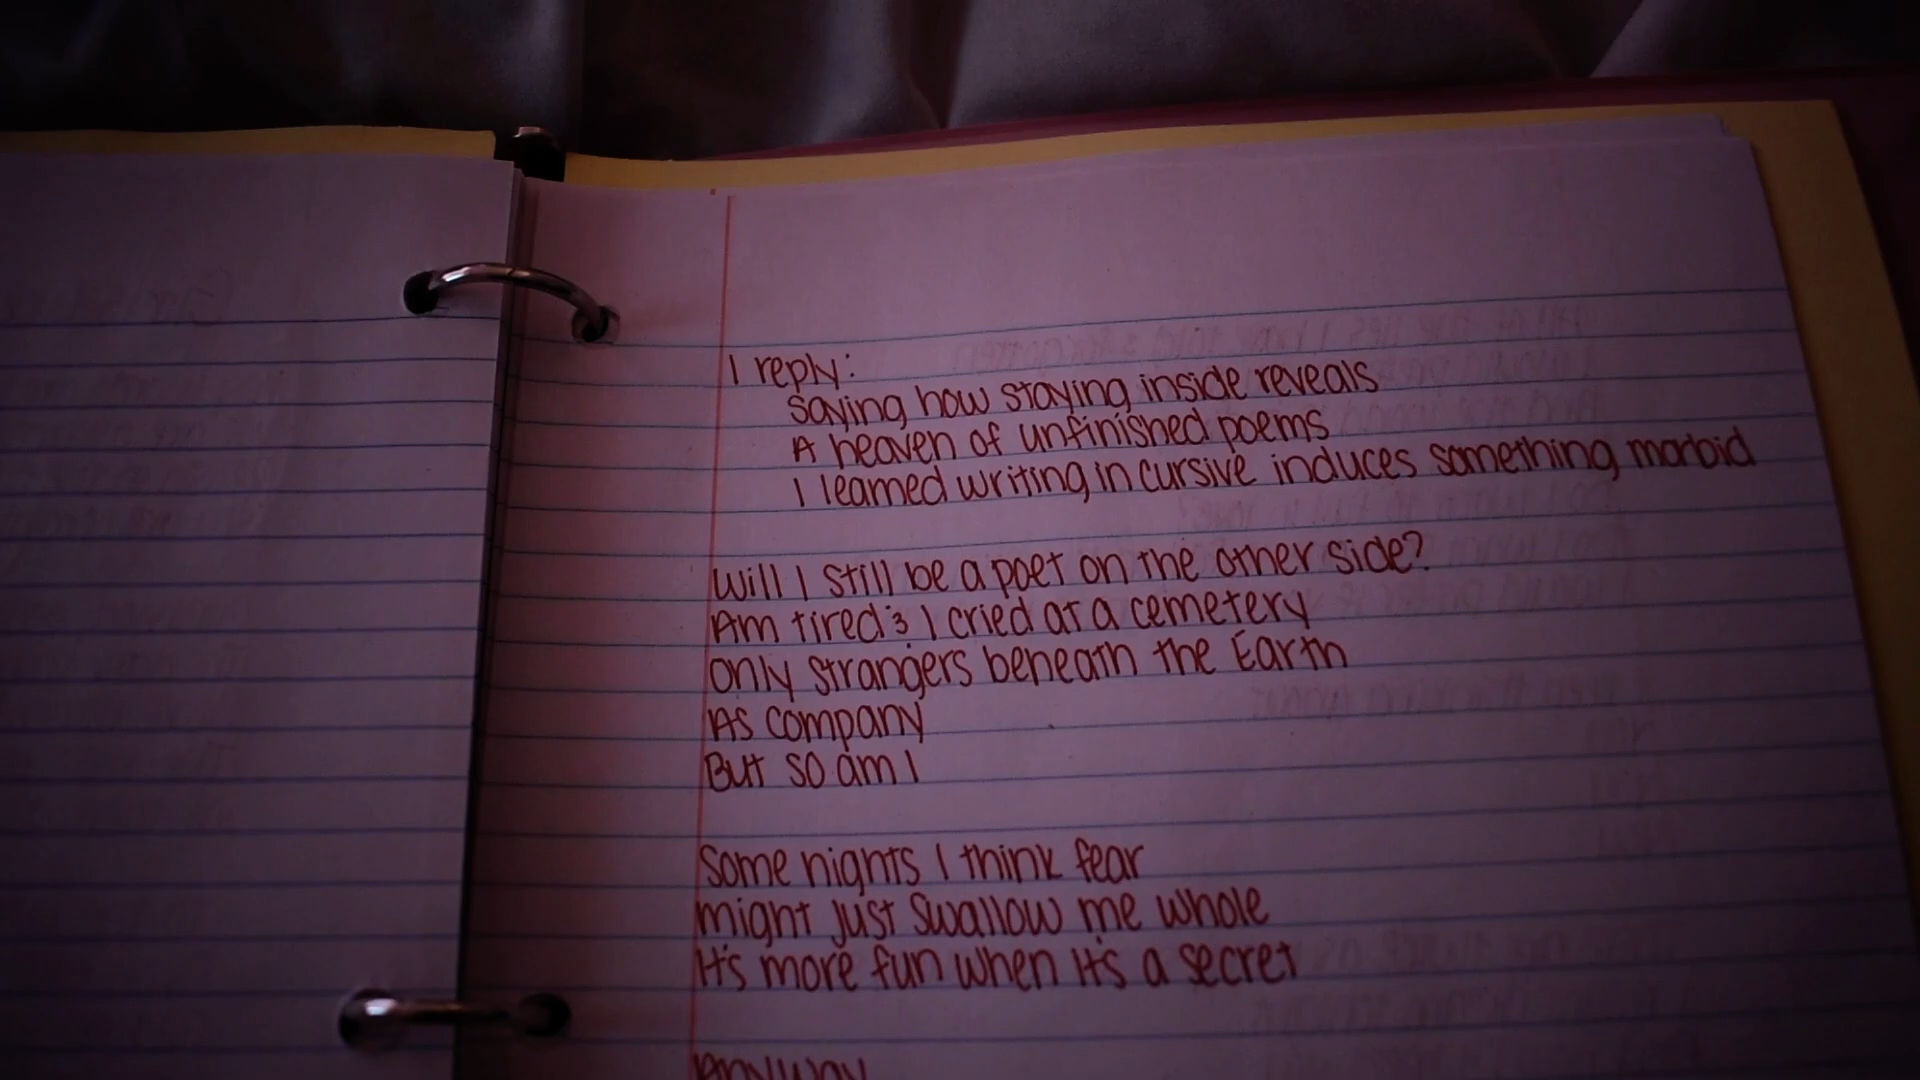 I reply:
Saying how staying inside reveals
A heaven of unfinished poems
I learned writing in cursive induces something morbid
Will I still be a poet on the other side?
Am tired & I cried at a cemetery
Only strangers beneath the Earth
As company
But so am I
Some nights I think fear
might just swallow me whole
It's more fun when it's a secret
Anyway